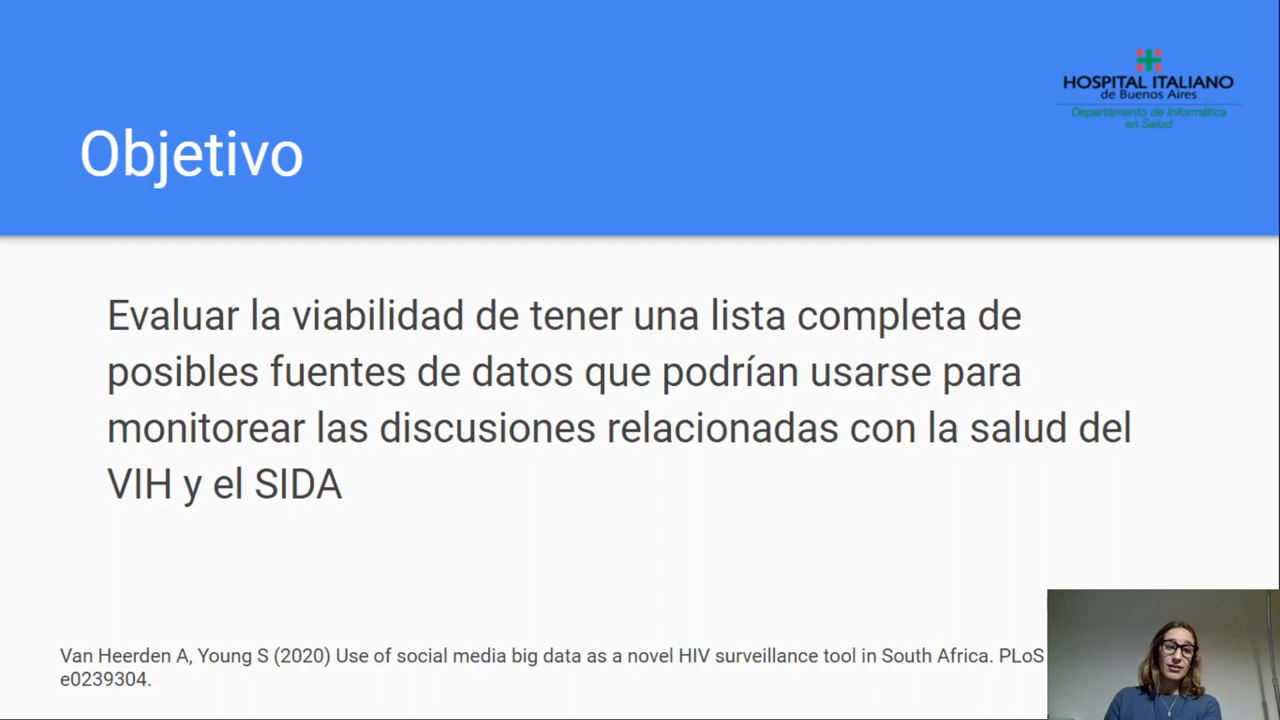 HOSPITAL ITALIANO
de Buenos Aires
Departamento de Informática
en Salud
Objetivo
Evaluar la viabilidad de tener una lista completa de
posibles fuentes de datos que podrían usarse para
monitorear las discusiones relacionadas con la salud del
VIH y el SIDA
Van Heerden A, Young S (2020) Use of social media big data as a novel HIV surveillance tool in South Africa. PLoS
e0239304.